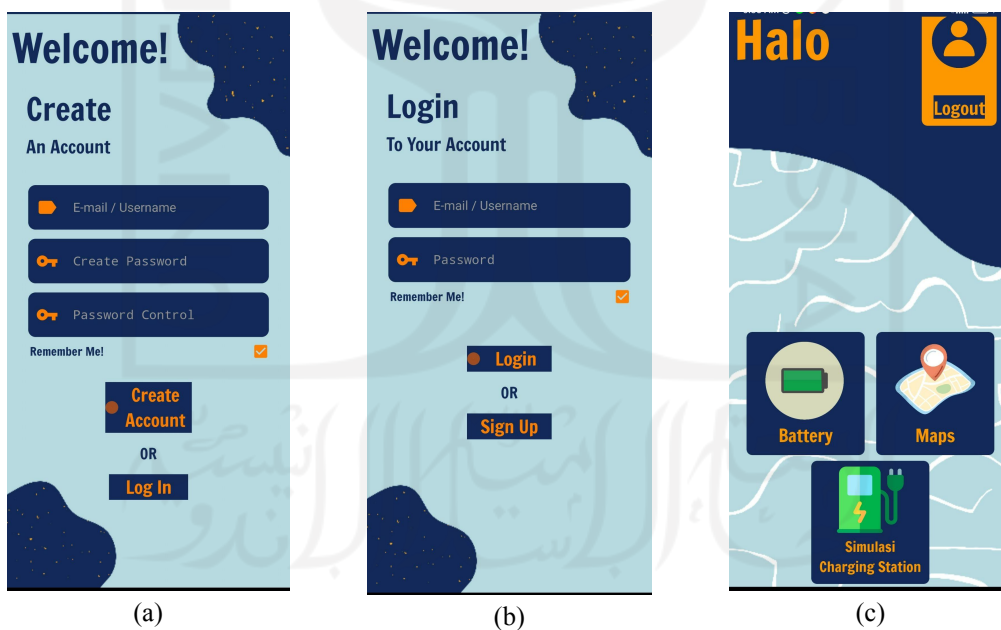 Welcome!
Create
An Account
E-mail / Username
Create Password
Password Control
Remember Me!
Create
Account
OR
Log In
(a)
Welcome!
Login
To Your Account
E-mail / Username
Password
Remember Me!
Login
OR
Sign Up
(b)
Halo
Logout
Battery
Maps
Simulasi
Charging Station
(c)